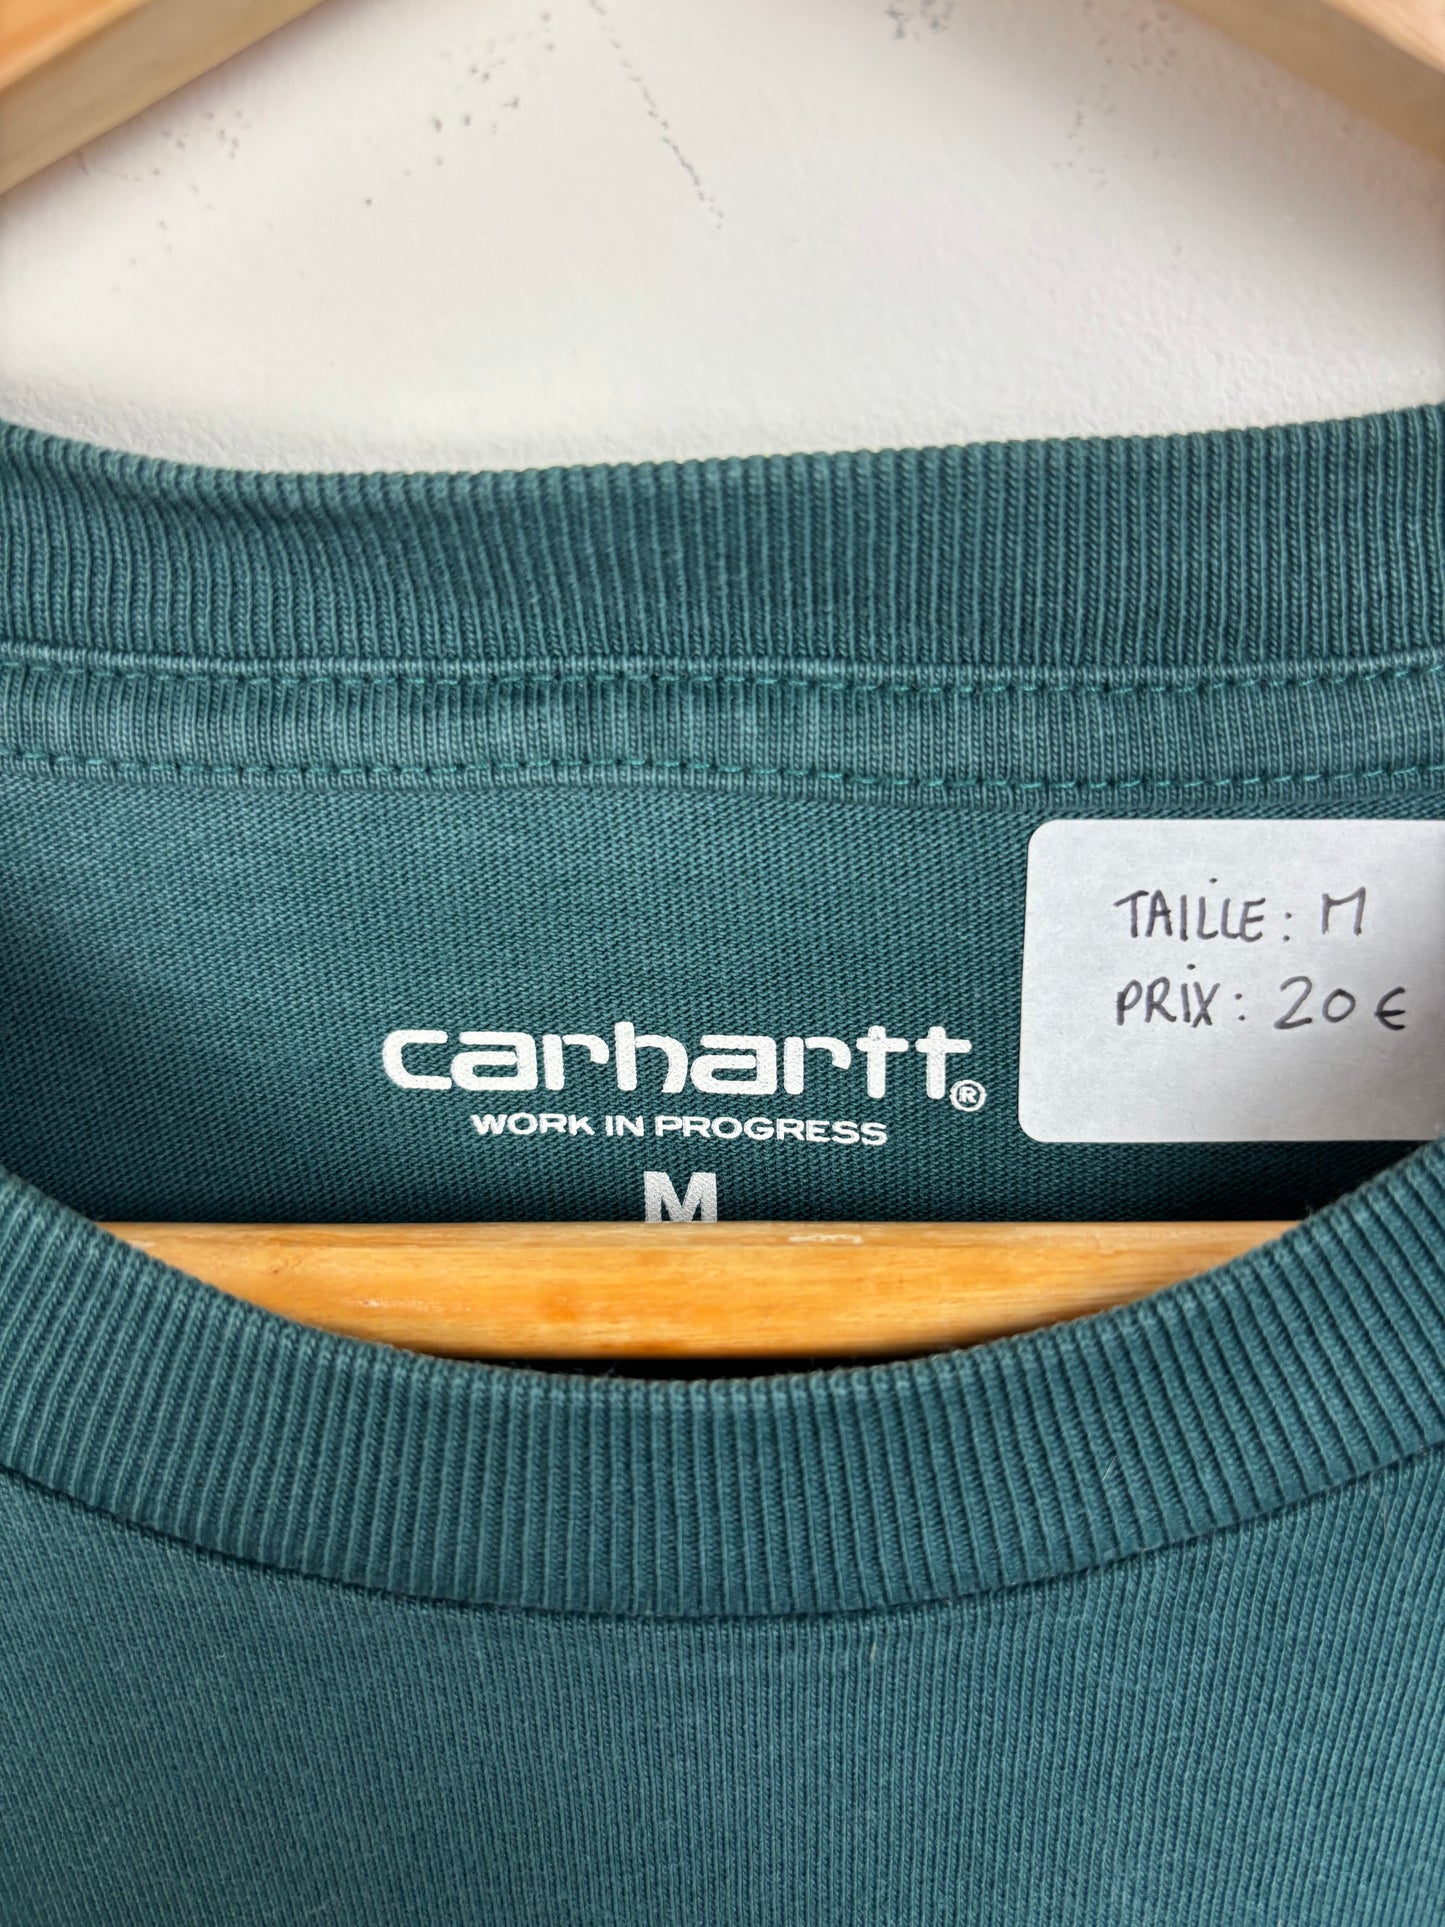 TAILLE : M
PRIX : 20 €
carhartt®
WORK IN PROGRESS
M